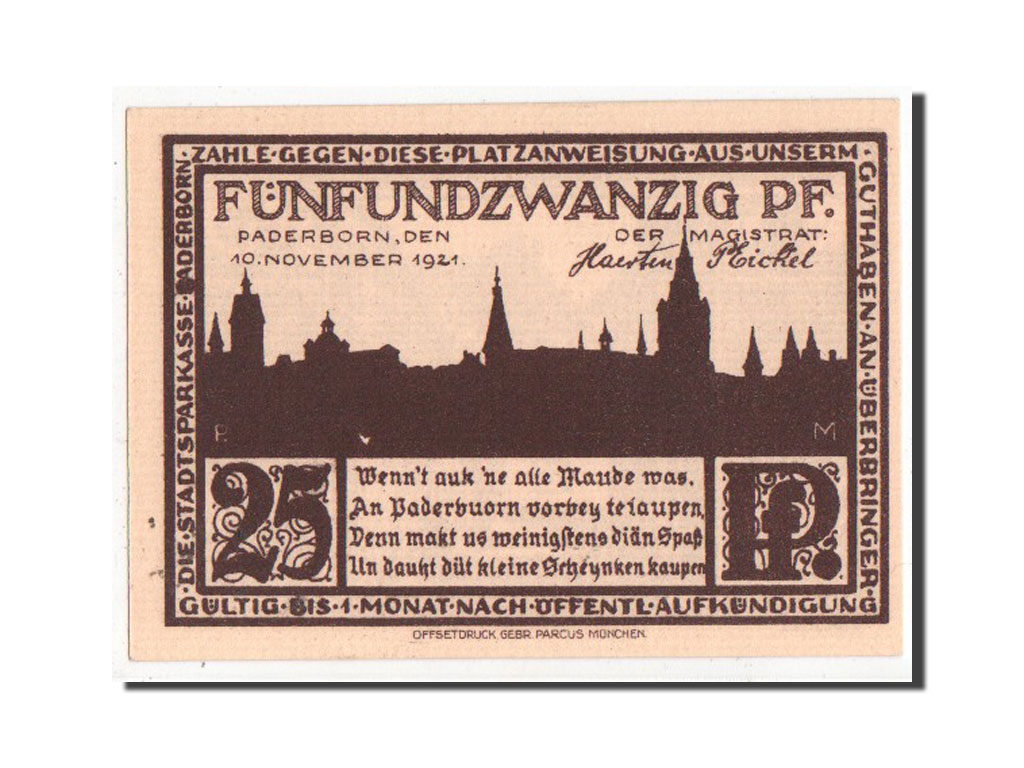 DIE·STADTSPARKASSE·PADERBORN·
ZAHLE·GEGEN·DIESE·PLATZANWEISUNG·AUS·UNSERM·
GUTHABEN·AN·ÜBERBRINGER·
FÜNFUNDZWANZIG PF.
PADERBORN, DEN
10. NOVEMBER 1921.
DER MAGISTRAT:
Haerten Pleickel
P. M
25
Wenn't auk 'ne alle Maude was,
An Paderbuorn vorbey teiaupen,
Denn makt us weinigstens diän Spaß
Un dauht düt kleine Scheynken kaupen
P.
GÜLTIG·BIS·1·MONAT·NACH·ÖFFENTL·AUFKÜNDIGUNG
OFFSETDRUCK GEBR. PARCUS MÜNCHEN.